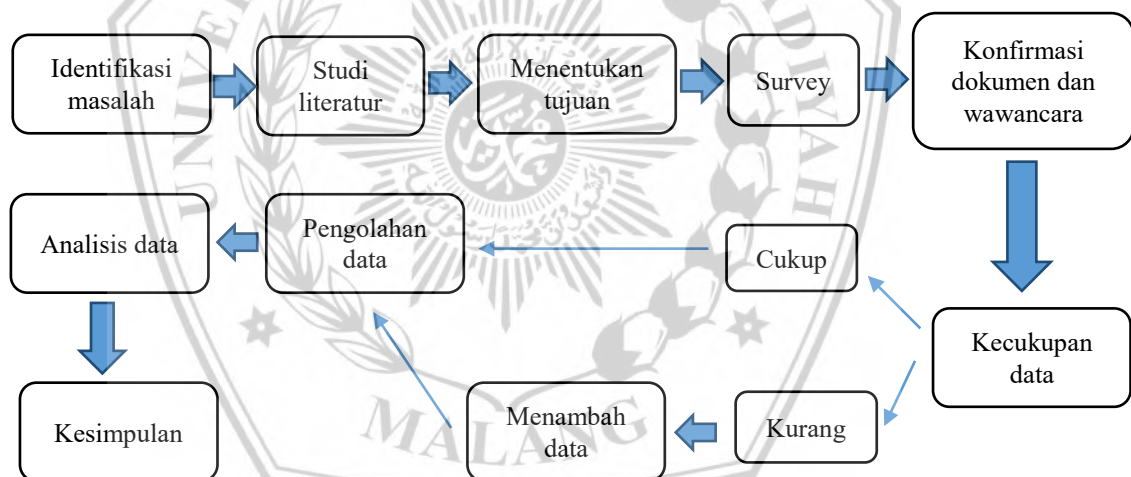 Identifikasi
masalah
Studi
literatur
Menentukan
tujuan
Survey
Konfirmasi
dokumen dan
wawancara
Analisis data
Pengolahan
data
Cukup
Kecukupan
data
Kesimpulan
Menambah
data
Kurang
MALANG